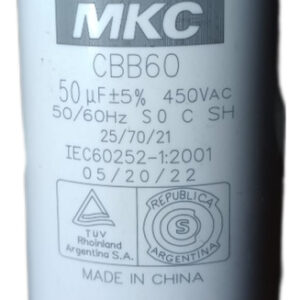 MKC
CBB60
50 µF±5% 450VAC
50/60Hz S0 C SH
25/70/21
IEC60252-1:2001
05/20/22
TUV
Rheinland
Argentina S.A.
REPUBLICA
S
ARGENTINA
MADE IN CHINA